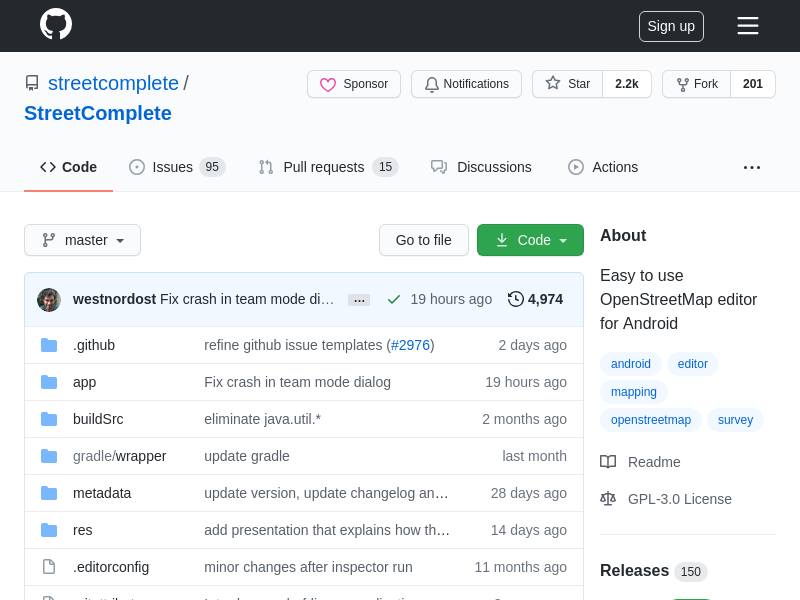 Sign up
streetcomplete /
StreetComplete
Sponsor
Notifications
Star 2.2k
Fork 201
Code
Issues 95
Pull requests 15
Discussions
Actions
master
Go to file
Code
westnordost Fix crash in team mode di… … 19 hours ago 4,974
.github refine github issue templates (#2976) 2 days ago
app Fix crash in team mode dialog 19 hours ago
buildSrc eliminate java.util.* 2 months ago
gradle/wrapper update gradle last month
metadata update version, update changelog an… 28 days ago
res add presentation that explains how th… 14 days ago
.editorconfig minor changes after inspector run 11 months ago
About
Easy to use
OpenStreetMap editor
for Android
android editor
mapping
openstreetmap survey
Readme
GPL-3.0 License
Releases 150